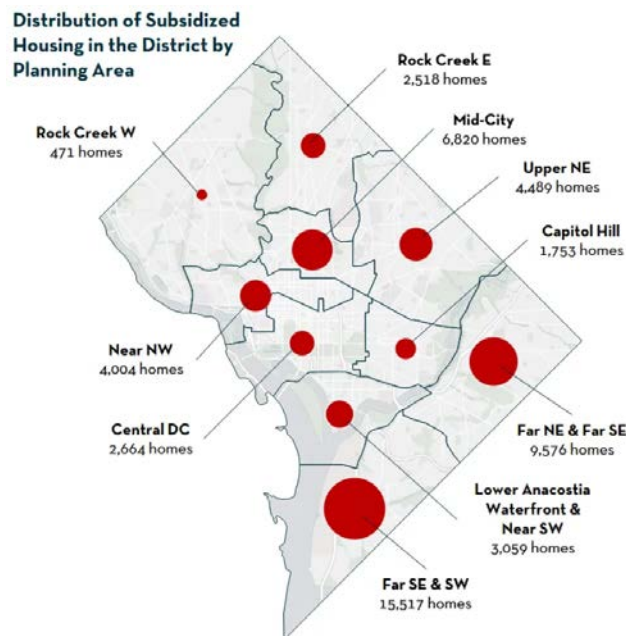 Distribution of Subsidized
Housing in the District by
Planning Area
Rock Creek E
2,518 homes
Mid-City
6,820 homes
Rock Creek W
471 homes
Upper NE
4,489 homes
Capitol Hill
1,753 homes
Near NW
4,004 homes
Central DC
2,664 homes
Far NE & Far SE
9,576 homes
Lower Anacostia
Waterfront &
Near SW
3,059 homes
Far SE & SW
15,517 homes